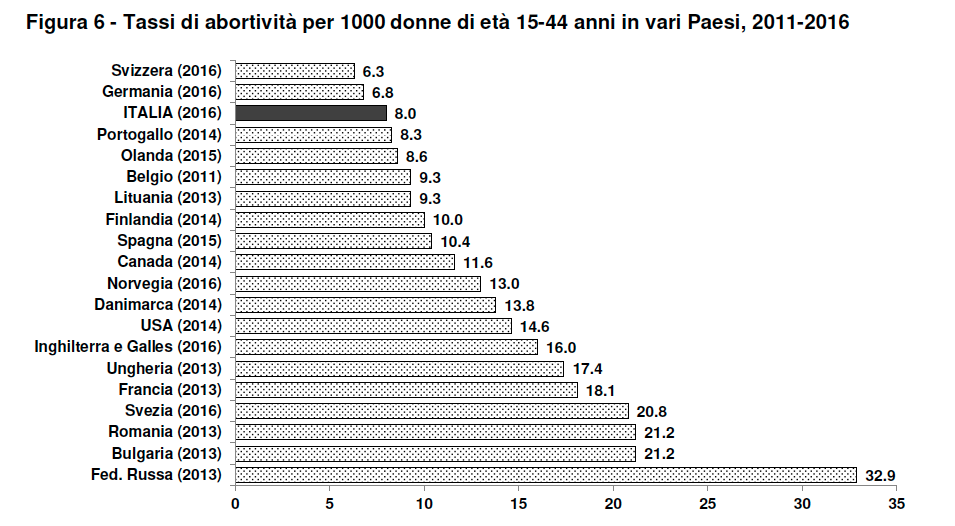 Figura 6 - Tassi di abortività per 1000 donne di età 15-44 anni in vari Paesi, 2011-2016
Svizzera (2016) 6.3
Germania (2016) 6.8
ITALIA (2016) 8.0
Portogallo (2014) 8.3
Olanda (2015) 8.6
Belgio (2011) 9.3
Lituania (2013) 9.3
Finlandia (2014) 10.0
Spagna (2015) 10.4
Canada (2014) 11.6
Norvegia (2016) 13.0
Danimarca (2014) 13.8
USA (2014) 14.6
Inghilterra e Galles (2016) 16.0
Ungheria (2013) 17.4
Francia (2013) 18.1
Svezia (2016) 20.8
Romania (2013) 21.2
Bulgaria (2013) 21.2
Fed. Russa (2013) 32.9
0 5 10 15 20 25 30 35